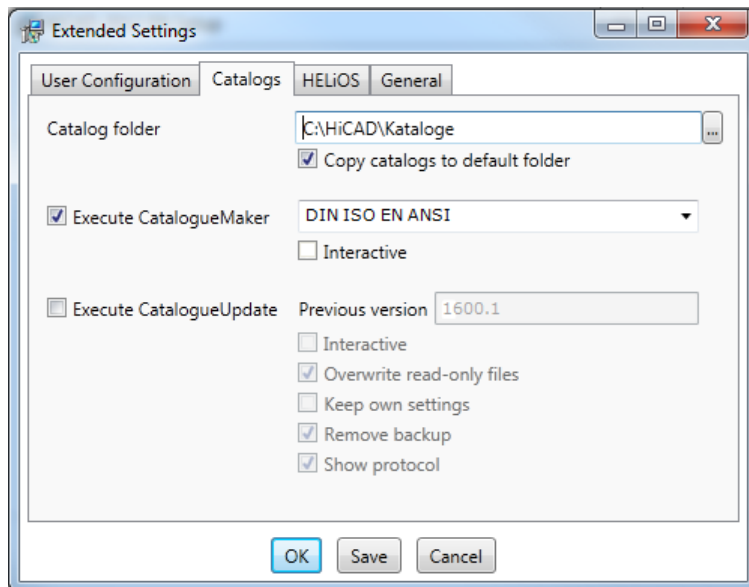 Extended Settings
User Configuration Catalogs HELiOS General
Catalog folder C:\HiCAD\Kataloge ...
Copy catalogs to default folder
Execute CatalogueMaker DIN ISO EN ANSI
Interactive
Execute CatalogueUpdate Previous version 1600.1
Interactive
Overwrite read-only files
Keep own settings
Remove backup
Show protocol
OK Save Cancel